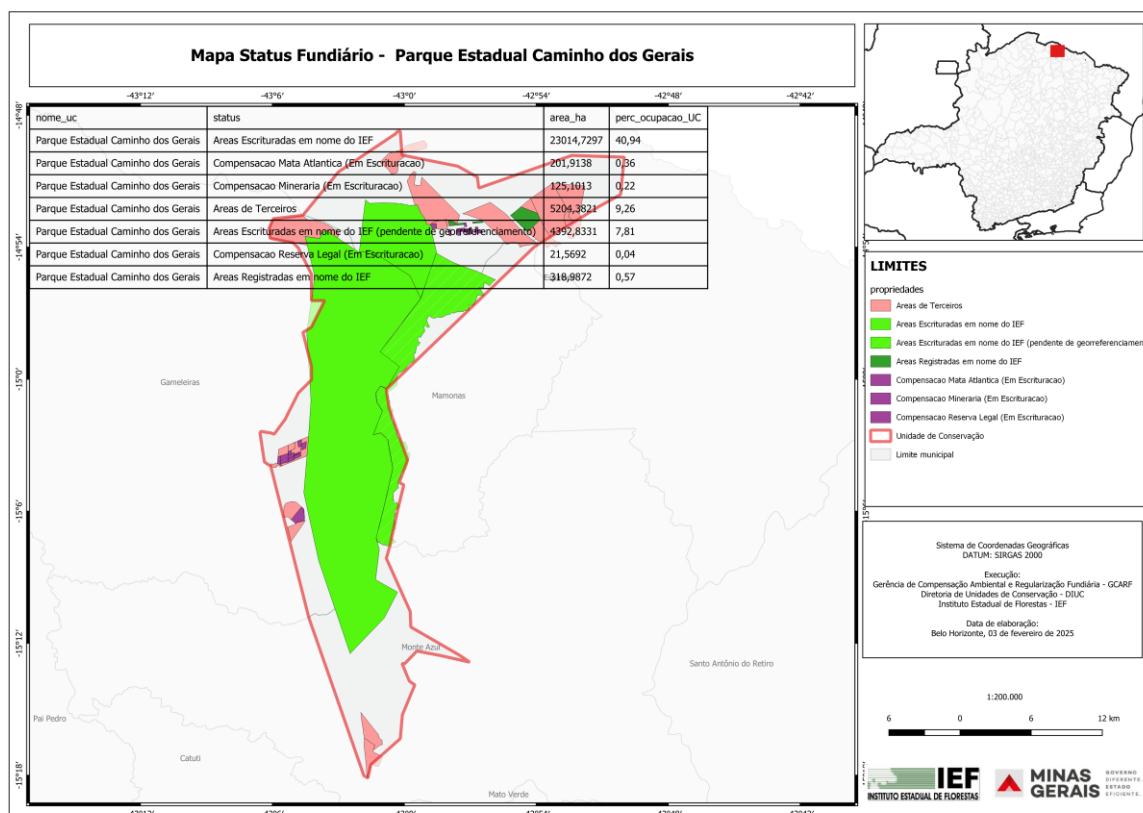 Mapa Status Fundiário - Parque Estadual Caminho dos Gerais
-43°12' -43°6' -43°0' -42°54' -42°48' -42°42'
-14°48'
nome_uc status area_ha perc_ocupacao_UC
Parque Estadual Caminho dos Gerais Areas Escrituradas em nome do IEF 23014,7297 40,94
Parque Estadual Caminho dos Gerais Compensacao Mata Atlantica (Em Escrituracao) 201,9138 0,36
Parque Estadual Caminho dos Gerais Compensacao Mineraria (Em Escrituracao) 125,1013 0,22
Parque Estadual Caminho dos Gerais Areas de Terceiros 5204,3821 9,26
Parque Estadual Caminho dos Gerais Areas Escrituradas em nome do IEF (pendente de georreferenciamento) 4392,8331 7,81
Parque Estadual Caminho dos Gerais Compensacao Reserva Legal (Em Escrituracao) 21,5692 0,04
Parque Estadual Caminho dos Gerais Areas Registradas em nome do IEF 318,9872 0,57
-14°54'
-15°0'
Gameleiras
Mamonas
-15°6'
-15°12'
Monte Azul
Santo Antônio do Retiro
Pai Pedro
Catuti
-15°18'
Mato Verde
LIMITES
propriedades
Areas de Terceiros
Areas Escrituradas em nome do IEF
Areas Escrituradas em nome do IEF (pendente de georreferenciamen
Areas Registradas em nome do IEF
Compensacao Mata Atlantica (Em Escrituracao)
Compensacao Mineraria (Em Escrituracao)
Compensacao Reserva Legal (Em Escrituracao)
Unidade de Conservação
Limite municipal
Sistema de Coordenadas Geográficas
DATUM: SIRGAS 2000
Execução:
Gerência de Compensação Ambiental e Regularização Fundiária - GCARF
Diretoria de Unidades de Conservação - DIUC
Instituto Estadual de Florestas - IEF
Data de elaboração:
Belo Horizonte, 03 de fevereiro de 2025
1:200.000
6 0 6 12 km
IEF
INSTITUTO ESTADUAL DE FLORESTAS
MINAS
GERAIS
GOVERNO
DIFERENTE.
ESTADO
EFICIENTE.